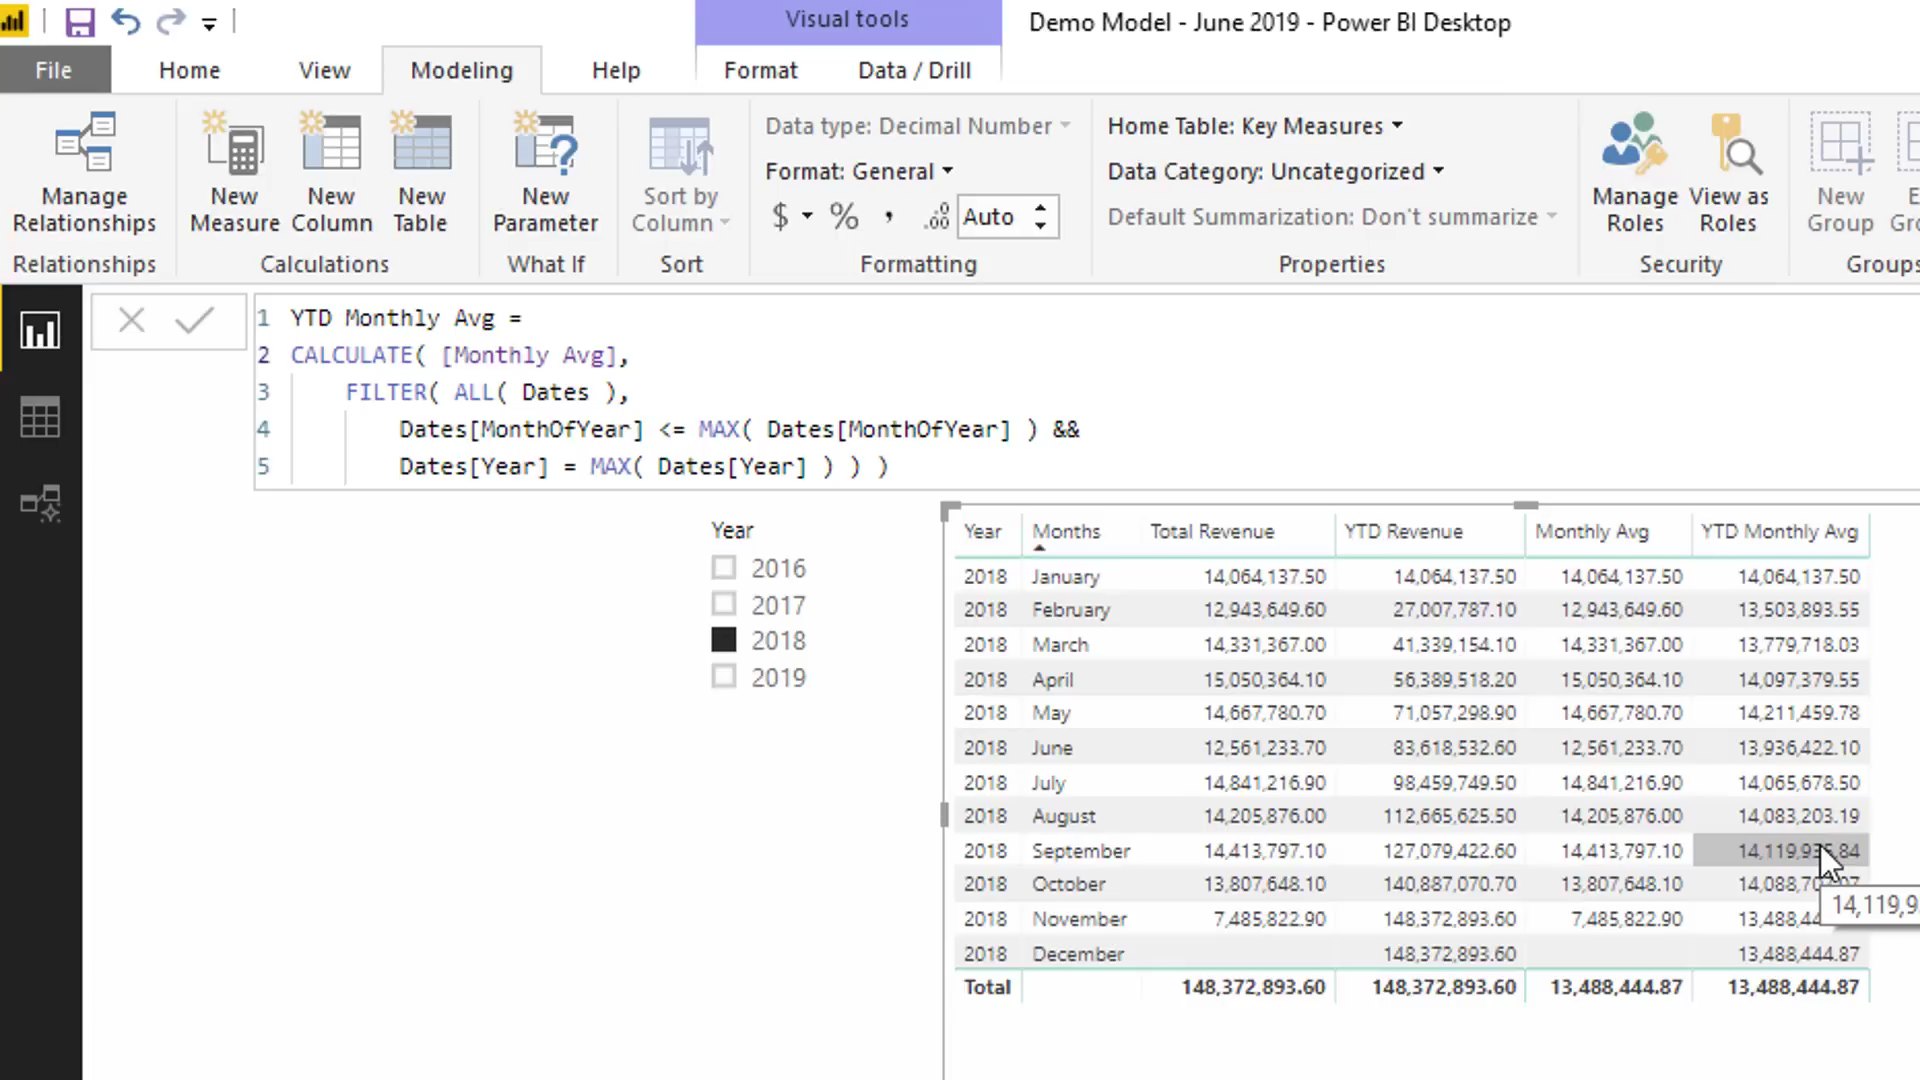 Visual tools
Demo Model - June 2019 - Power BI Desktop
File Home View Modeling Help Format Data / Drill
Manage Relationships
New Measure
New Column
New Table
New Parameter
Sort by Column
Data type: Decimal Number
Format: General
$ % , .00 Auto
Home Table: Key Measures
Data Category: Uncategorized
Default Summarization: Don't summarize
Manage Roles
View as Roles
New Group
Relationships Calculations What If Sort Formatting Properties Security Groups
1 YTD Monthly Avg =
2 CALCULATE( [Monthly Avg],
3 FILTER( ALL( Dates ),
4 Dates[MonthOfYear] <= MAX( Dates[MonthOfYear] ) &&
5 Dates[Year] = MAX( Dates[Year] ) ) )
Year
2016
2017
2018
2019
Year Months Total Revenue YTD Revenue Monthly Avg YTD Monthly Avg
2018 January 14,064,137.50 14,064,137.50 14,064,137.50 14,064,137.50
2018 February 12,943,649.60 27,007,787.10 12,943,649.60 13,503,893.55
2018 March 14,331,367.00 41,339,154.10 14,331,367.00 13,779,718.03
2018 April 15,050,364.10 56,389,518.20 15,050,364.10 14,097,379.55
2018 May 14,667,780.70 71,057,298.90 14,667,780.70 14,211,459.78
2018 June 12,561,233.70 83,618,532.60 12,561,233.70 13,936,422.10
2018 July 14,841,216.90 98,459,749.50 14,841,216.90 14,065,678.50
2018 August 14,205,876.00 112,665,625.50 14,205,876.00 14,083,203.19
2018 September 14,413,797.10 127,079,422.60 14,413,797.10
2018 October 13,807,648.10 140,887,070.70 13,807,648.10
14,119,9
2018 November 7,485,822.90 148,372,893.60 7,485,822.90
2018 December 148,372,893.60 13,488,444.87
Total 148,372,893.60 148,372,893.60 13,488,444.87 13,488,444.87